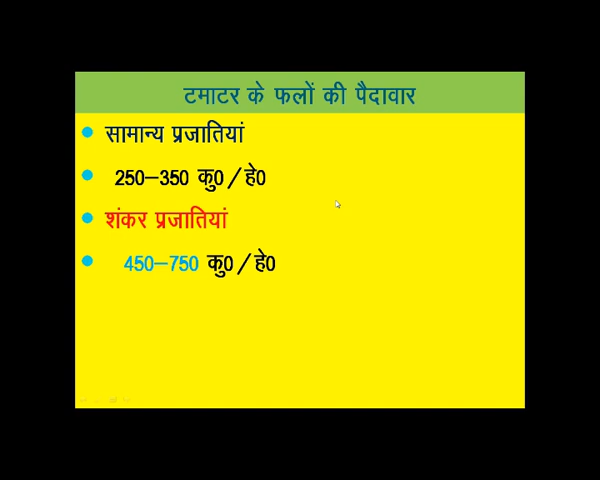 टमाटर के फलों की पैदावार
सामान्य प्रजातियां
250–350 कु0/हे0
शंकर प्रजातियां
450–750 कु0/हे0